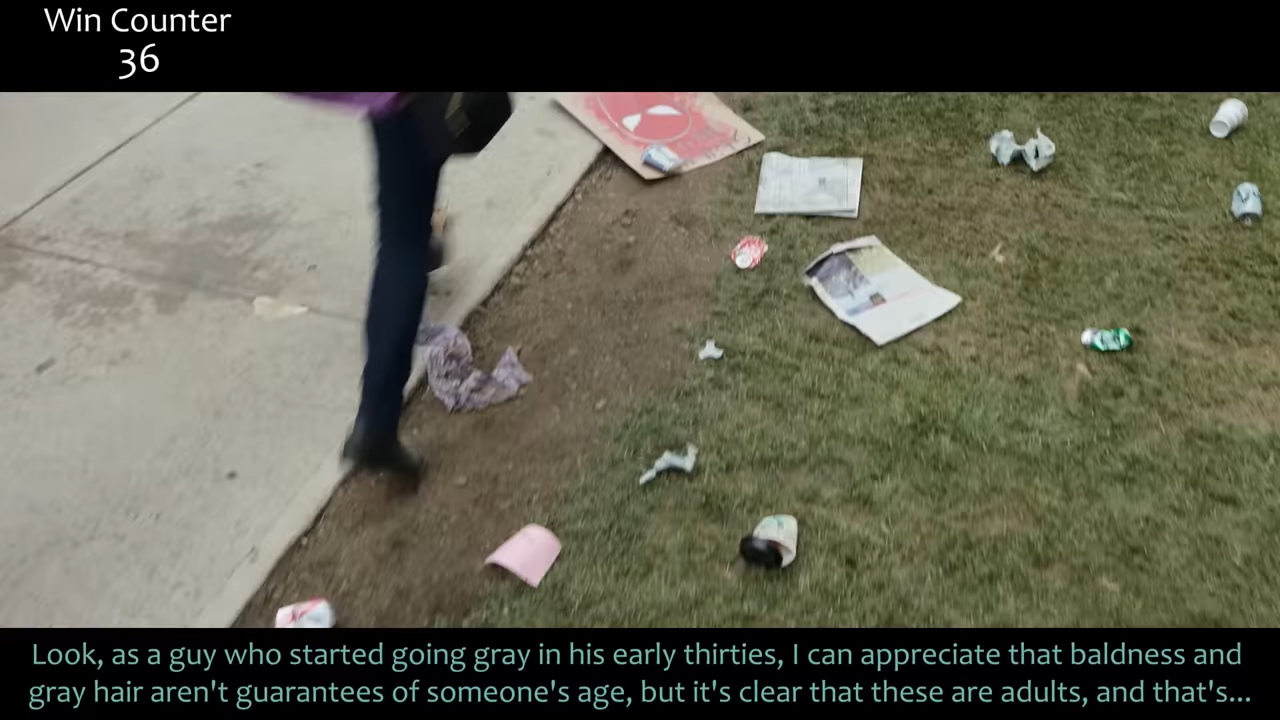 Win Counter
36
Look, as a guy who started going gray in his early thirties, I can appreciate that baldness and
gray hair aren't guarantees of someone's age, but it's clear that these are adults, and that's...